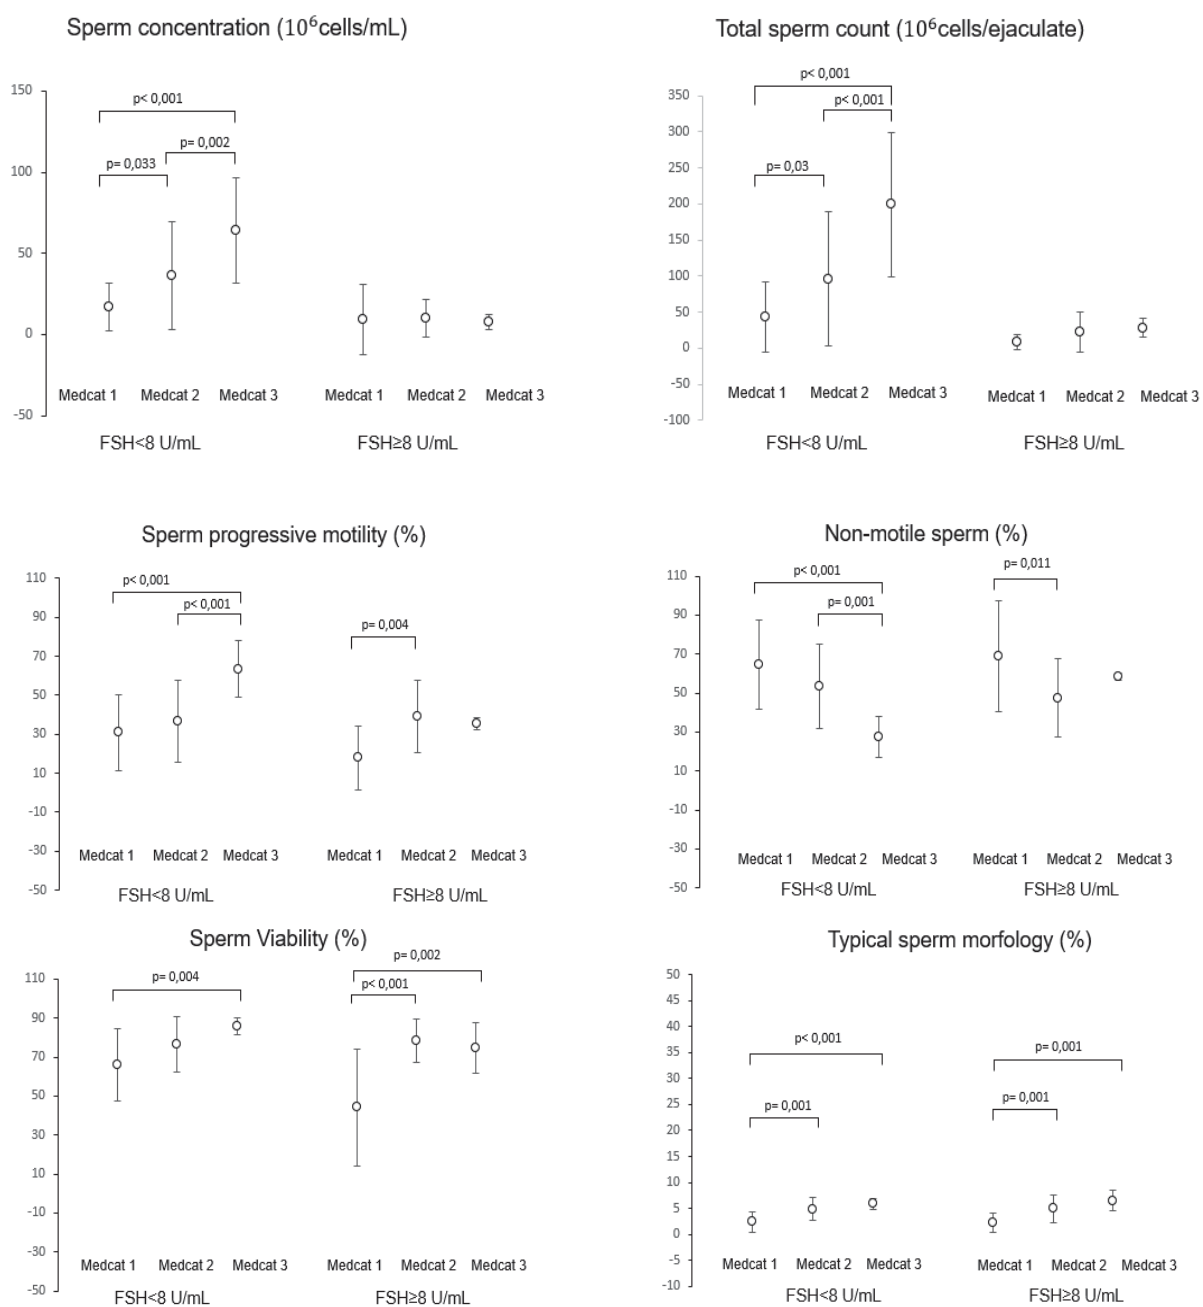 Sperm concentration (10⁶cells/mL)
150
100
50
0
-50
p< 0,001
p= 0,002
p= 0,033
Medcat 1 Medcat 2 Medcat 3 Medcat 1 Medcat 2 Medcat 3
FSH<8 U/mL FSH≥8 U/mL
Total sperm count (10⁶cells/ejaculate)
350
300
250
200
150
100
50
0
-50
-100
p< 0,001
p< 0,001
p= 0,03
Medcat 1 Medcat 2 Medcat 3 Medcat 1 Medcat 2 Medcat 3
FSH<8 U/mL FSH≥8 U/mL
Sperm progressive motility (%)
110
90
70
50
30
10
-10
-30
-50
p< 0,001
p< 0,001
p= 0,004
Medcat 1 Medcat 2 Medcat 3 Medcat 1 Medcat 2 Medcat 3
FSH<8 U/mL FSH≥8 U/mL
Non-motile sperm (%)
110
90
70
50
30
10
-10
-30
-50
p< 0,001
p= 0,001
p= 0,011
Medcat 1 Medcat 2 Medcat 3 Medcat 1 Medcat 2 Medcat 3
FSH<8 U/mL FSH≥8 U/mL
Sperm Viability (%)
110
90
70
50
30
10
-10
-30
-50
p= 0,004
p= 0,002
p< 0,001
Medcat 1 Medcat 2 Medcat 3 Medcat 1 Medcat 2 Medcat 3
FSH<8 U/mL FSH≥8 U/mL
Typical sperm morfology (%)
50
45
40
35
30
25
20
15
10
5
0
-5
-10
p< 0,001
p= 0,001
p= 0,001
p= 0,001
Medcat 1 Medcat 2 Medcat 3 Medcat 1 Medcat 2 Medcat 3
FSH<8 U/mL FSH≥8 U/mL